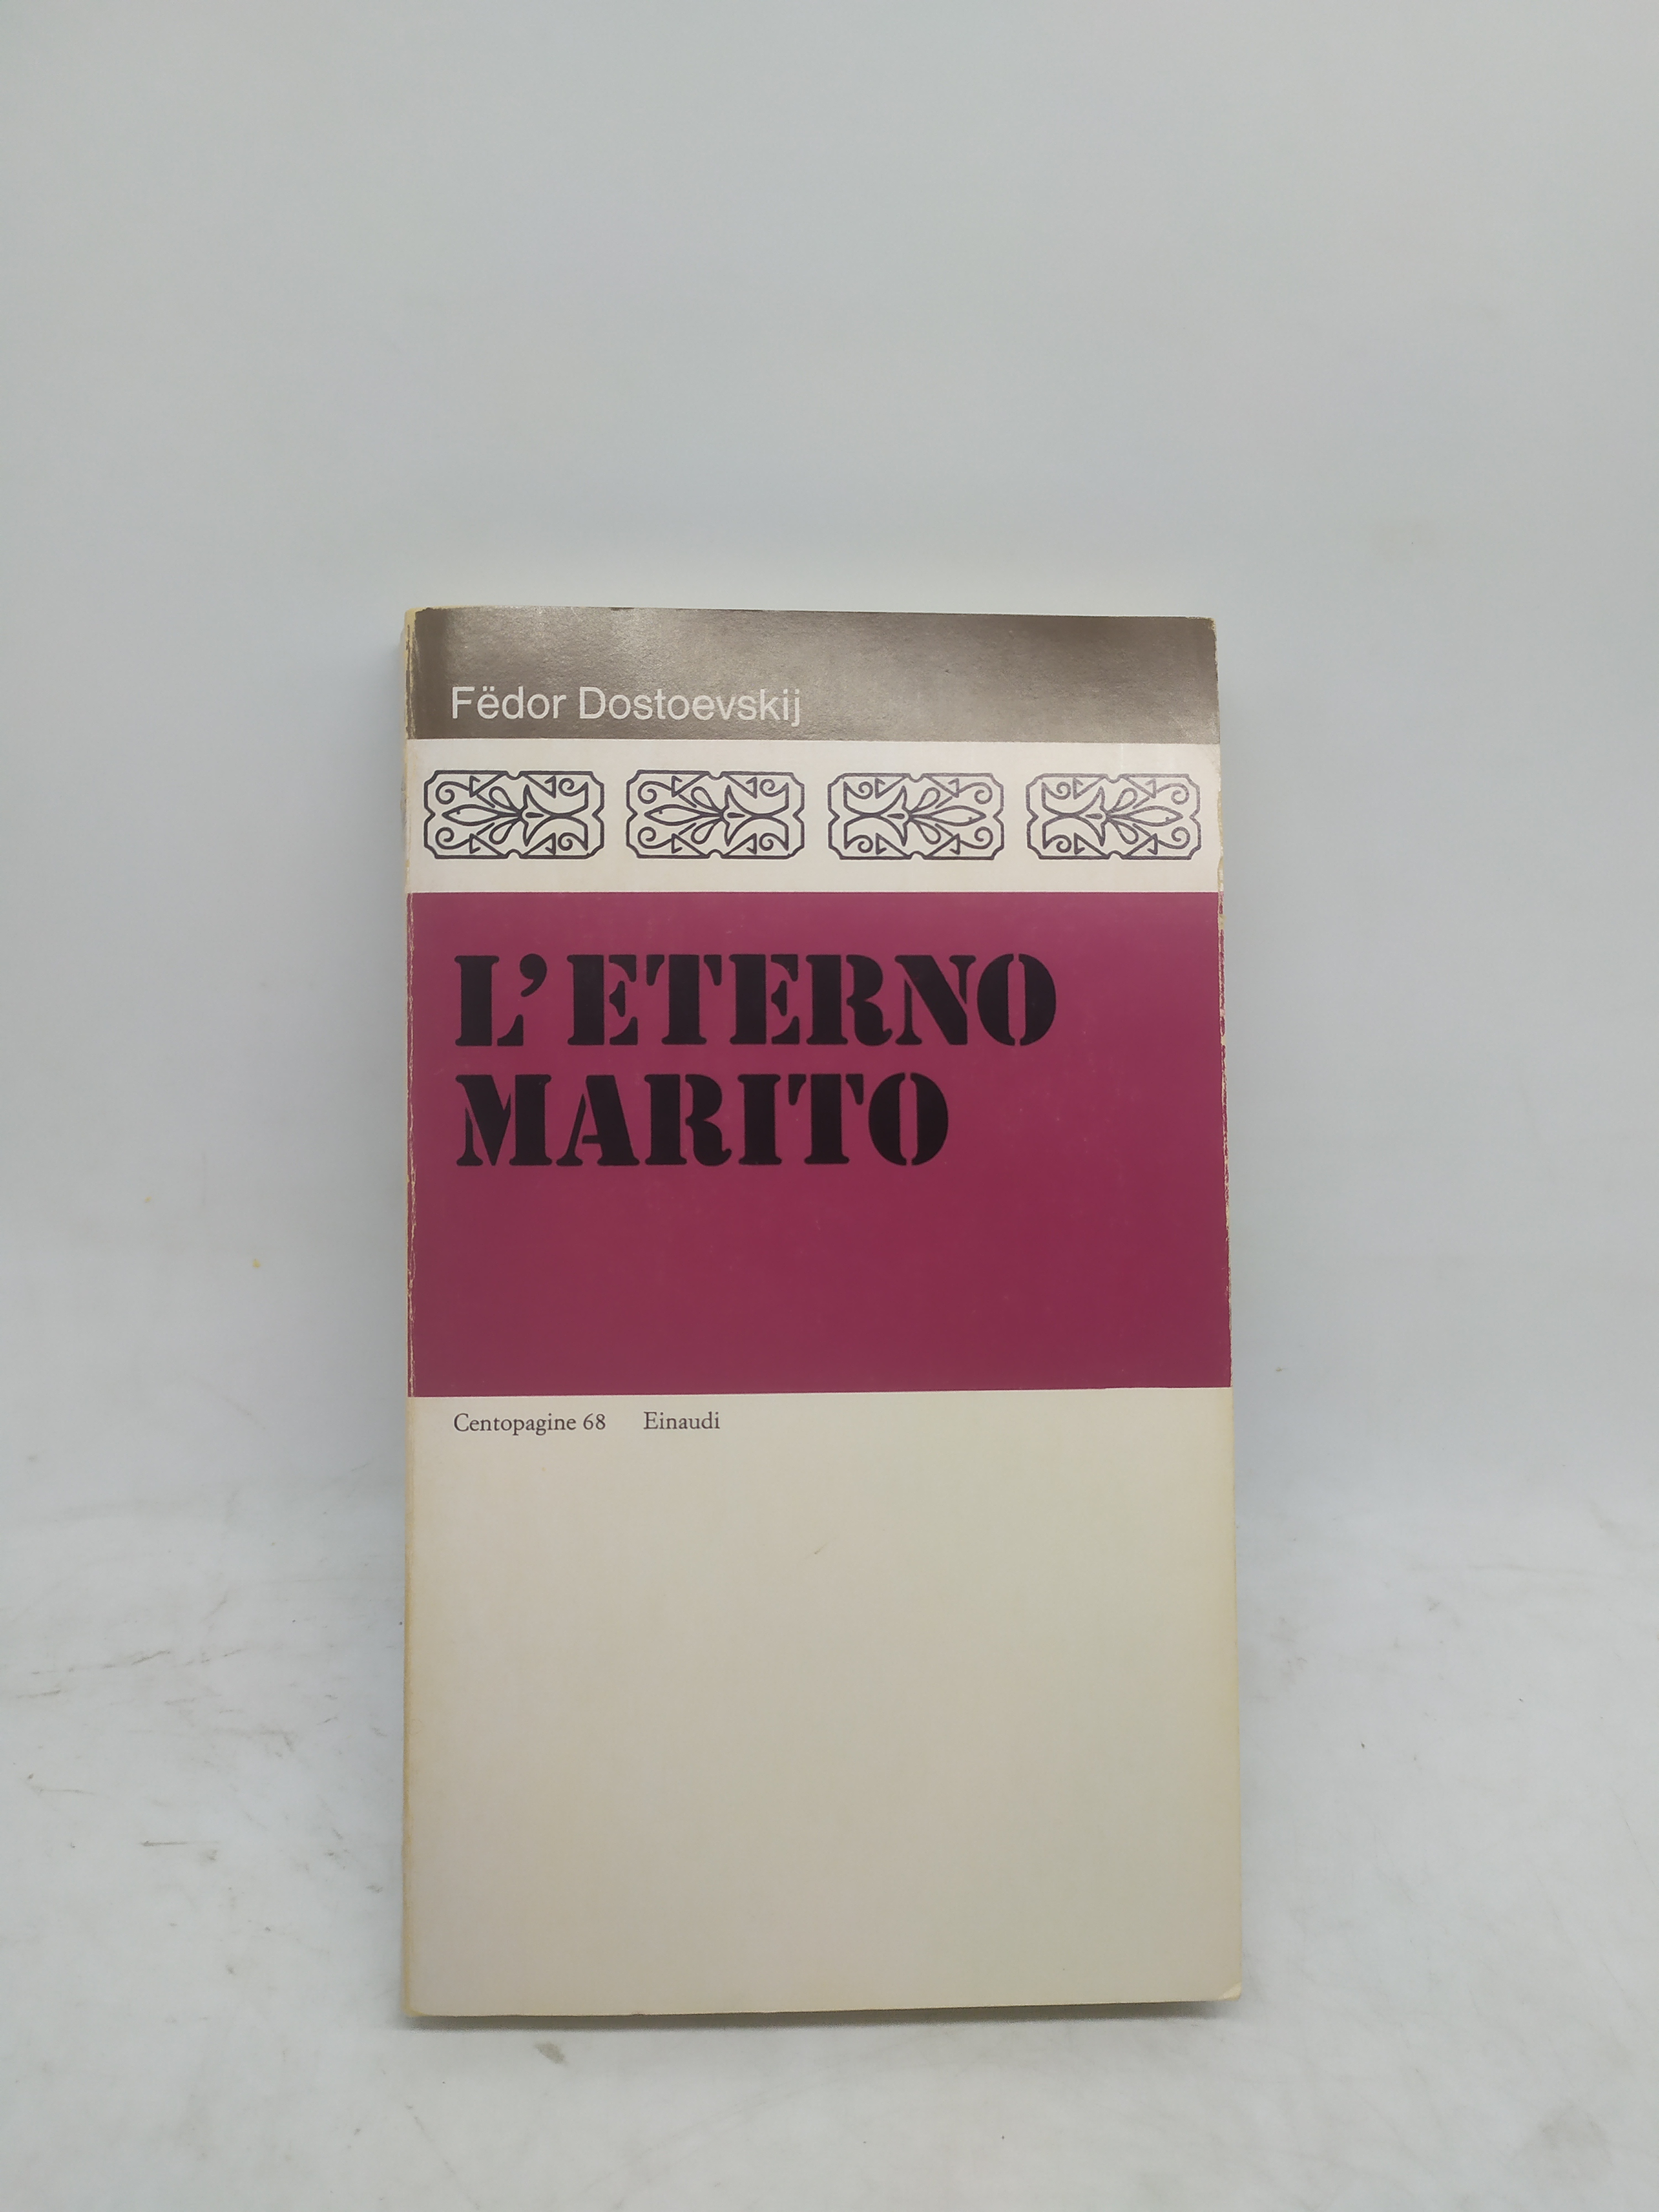 Fëdor Dostoevskij
L'ETERNO
MARITO
Centopagine 68 Einaudi